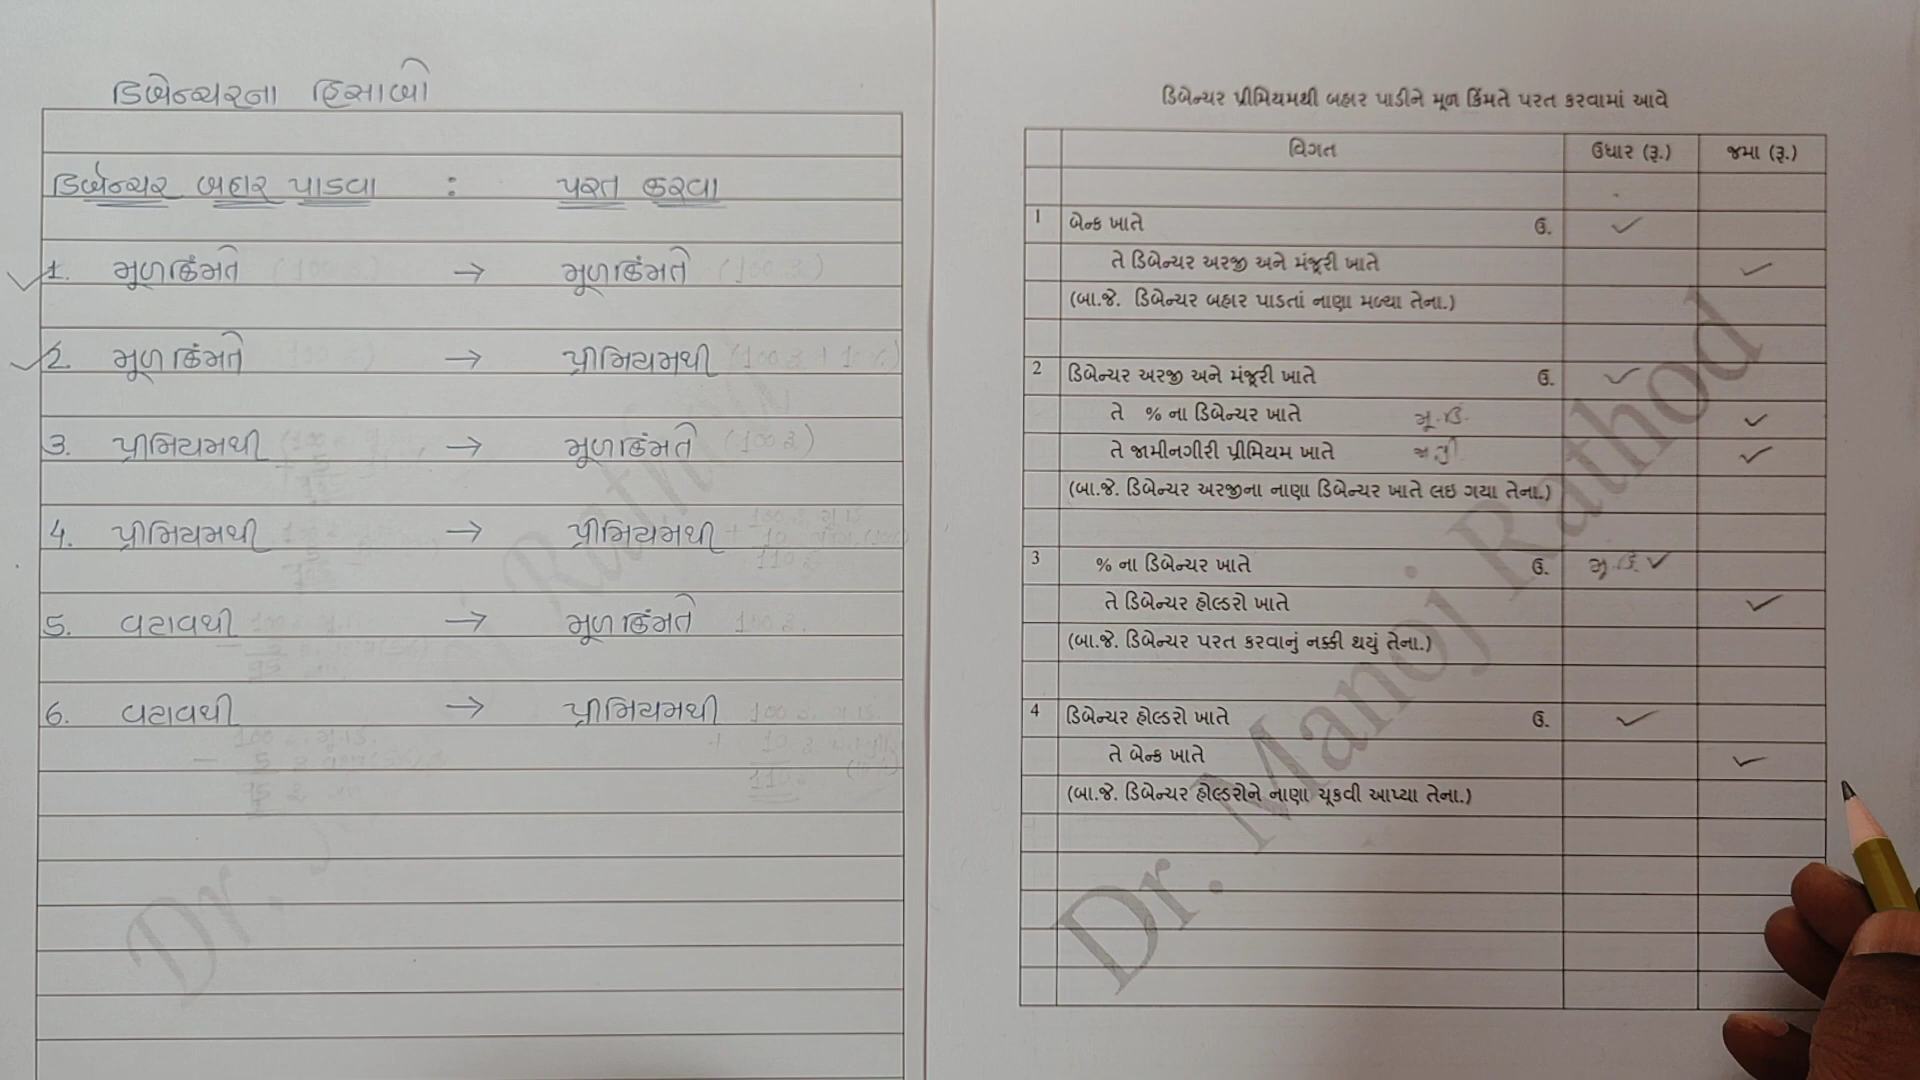 ડિબેન્ચરના હિસાબો
ડિબેન્ચર બહાર પાડવા : પરત કરવા
1. મૂળકિંમતે (100 રૂ.) → મૂળકિંમતે (100 રૂ.)
2. મૂળકિંમતે → પ્રીમિયમથી
3. પ્રીમિયમથી → મૂળકિંમતે (100 રૂ)
4. પ્રીમિયમથી → પ્રીમિયમથી
5. વટાવથી → મૂળકિંમતે 100 રૂ.
6. વટાવથી → પ્રીમિયમથી
ડિબેન્ચર પ્રીમિયમથી બહાર પાડીને મૂળ કિંમતે પરત કરવામાં આવે
વિગત ઉધાર (રૂ.) જમા (રૂ.)
1 બેન્ક ખાતે ઉ.
તે ડિબેન્ચર અરજી અને મંજૂરી ખાતે
(બા.જે. ડિબેન્ચર બહાર પાડતાં નાણા મળ્યા તેના.)
2 ડિબેન્ચર અરજી અને મંજૂરી ખાતે ઉ.
તે % ના ડિબેન્ચર ખાતે મૂ.કિં.
તે જામીનગીરી પ્રીમિયમ ખાતે
(બા.જે. ડિબેન્ચર અરજીના નાણા ડિબેન્ચર ખાતે લઇ ગયા તેના.)
3 % ના ડિબેન્ચર ખાતે ઉ. મૂ.કિં.
તે ડિબેન્ચર હોલ્ડરો ખાતે
(બા.જે. ડિબેન્ચર પરત કરવાનું નક્કી થયું તેના.)
4 ડિબેન્ચર હોલ્ડરો ખાતે ઉ.
તે બેન્ક ખાતે
(બા.જે. ડિબેન્ચર હોલ્ડરોને નાણા ચૂકવી આપ્યા તેના.)
Dr. Manoj Rathod